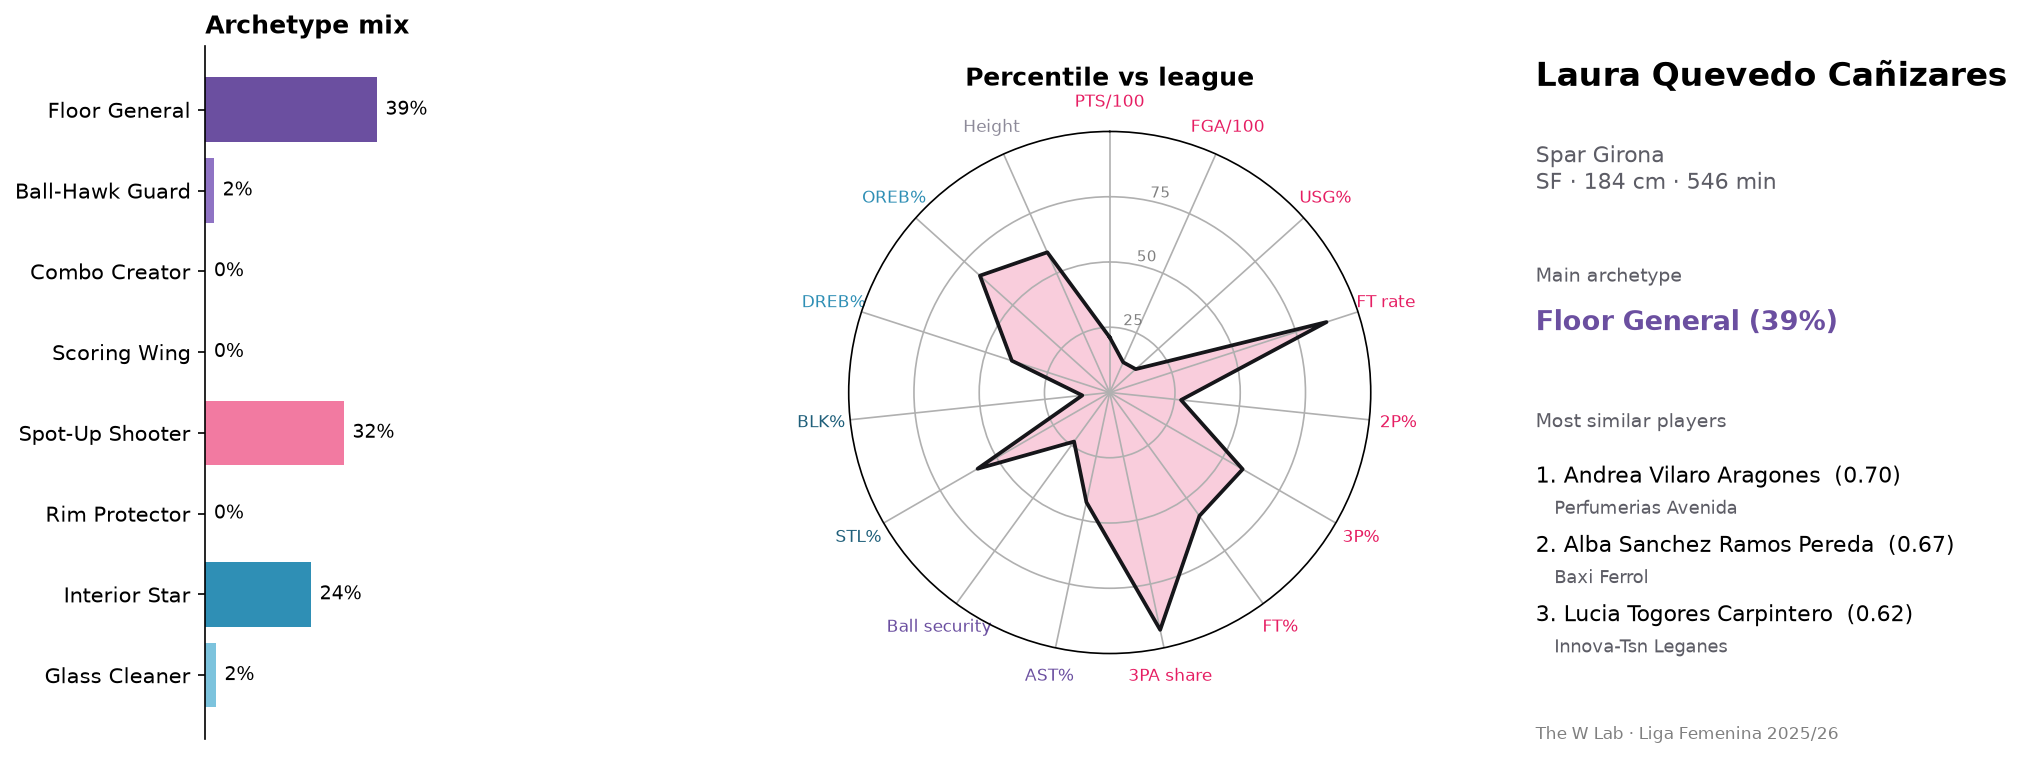 Archetype mix
Floor General 39%
Ball-Hawk Guard 2%
Combo Creator 0%
Scoring Wing 0%
Spot-Up Shooter 32%
Rim Protector 0%
Interior Star 24%
Glass Cleaner 2%
Percentile vs league
PTS/100
FGA/100
USG%
FT rate
2P%
3P%
FT%
3PA share
AST%
Ball security
STL%
BLK%
DREB%
OREB%
Height
25
50
75
Laura Quevedo Cañizares
Spar Girona
SF · 184 cm · 546 min
Main archetype
Floor General (39%)
Most similar players
1. Andrea Vilaro Aragones (0.70)
Perfumerias Avenida
2. Alba Sanchez Ramos Pereda (0.67)
Baxi Ferrol
3. Lucia Togores Carpintero (0.62)
Innova-Tsn Leganes
The W Lab · Liga Femenina 2025/26